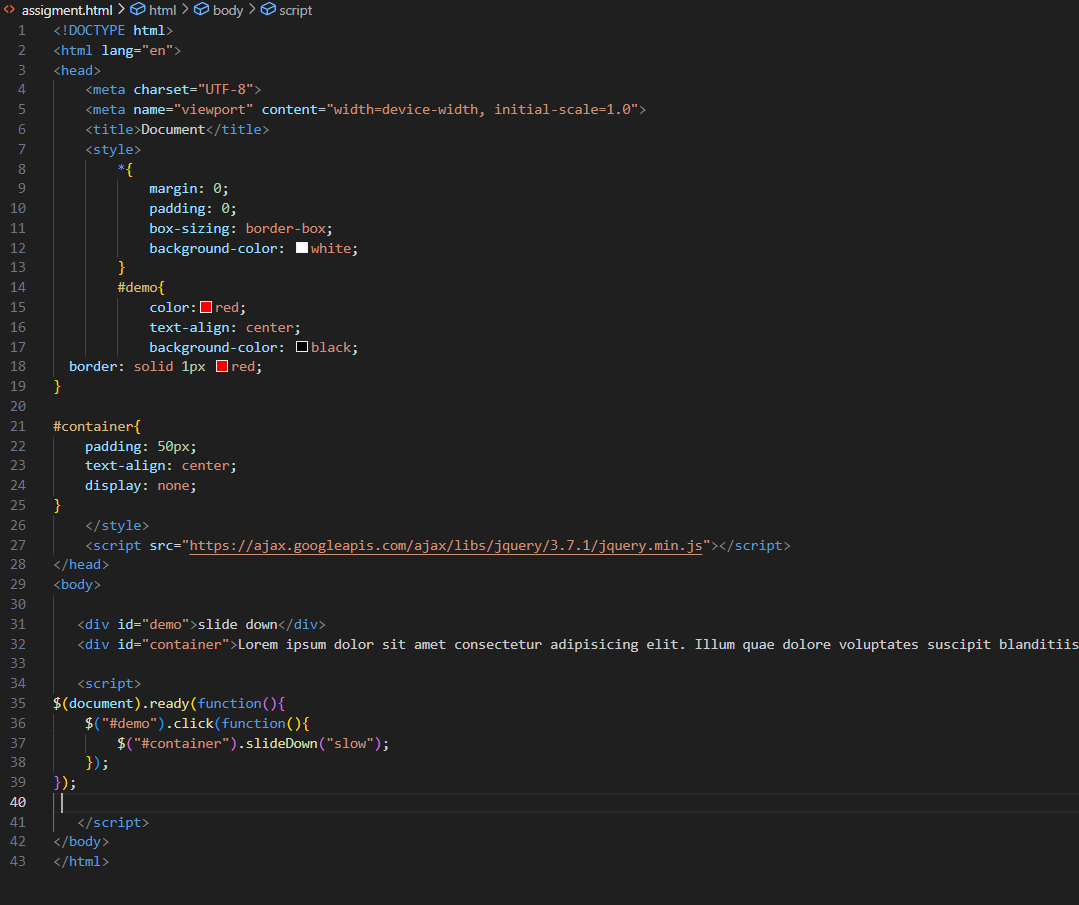 assigment.html > html > body > script
1 <!DOCTYPE html>
2 <html lang="en">
3 <head>
4     <meta charset="UTF-8">
5     <meta name="viewport" content="width=device-width, initial-scale=1.0">
6     <title>Document</title>
7     <style>
8         *{
9             margin: 0;
10             padding: 0;
11             box-sizing: border-box;
12             background-color: white;
13         }
14         #demo{
15             color:red;
16             text-align: center;
17             background-color: black;
18   border: solid 1px red;
19 }
20
21 #container{
22     padding: 50px;
23     text-align: center;
24     display: none;
25 }
26     </style>
27     <script src="https://ajax.googleapis.com/ajax/libs/jquery/3.7.1/jquery.min.js"></script>
28 </head>
29 <body>
30
31    <div id="demo">slide down</div>
32    <div id="container">Lorem ipsum dolor sit amet consectetur adipisicing elit. Illum quae dolore voluptates suscipit blanditiis
33
34    <script>
35 $(document).ready(function(){
36     $("#demo").click(function(){
37         $("#container").slideDown("slow");
38     });
39 });
40
41    </script>
42 </body>
43 </html>